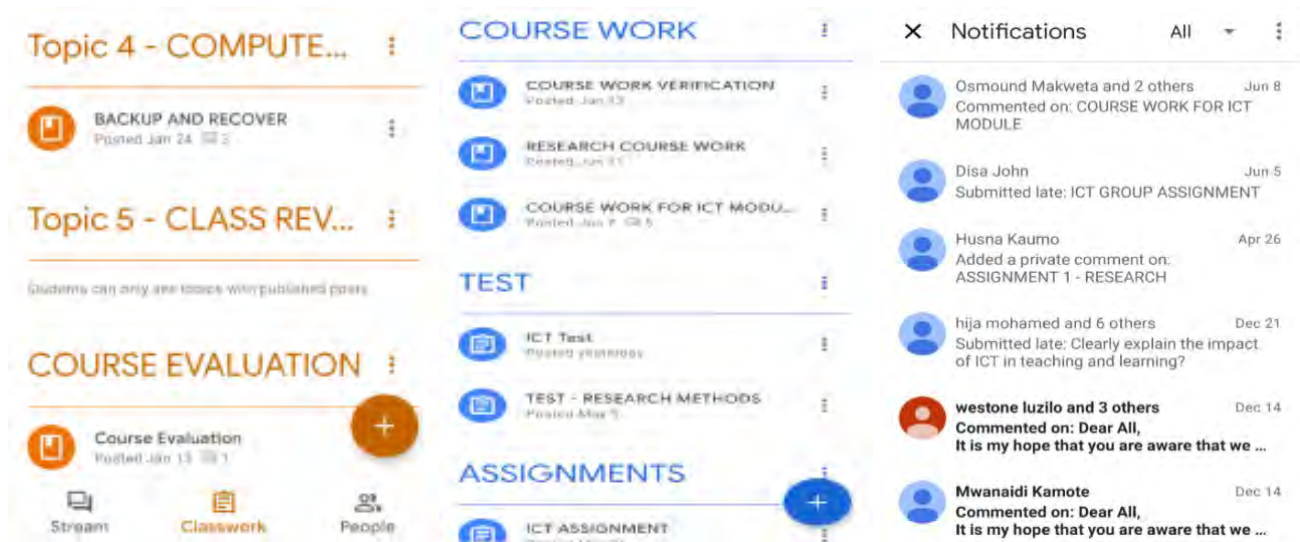 Topic 4 - COMPUTE...
BACKUP AND RECOVER
Posted Jan 24 3
Topic 5 - CLASS REV...
Students can only see topics with published posts
COURSE EVALUATION
Course Evaluation
Posted Jan 13 1
Stream
Classwork
People
COURSE WORK
COURSE WORK VERIFICATION
Posted
RESEARCH COURSE WORK
Posted
COURSE WORK FOR ICT MODU...
Posted
TEST
ICT Test
Posted yesterday
TEST - RESEARCH METHODS
Posted May
ASSIGNMENTS
ICT ASSIGNMENT
Notifications All
Osmound Makweta and 2 others Jun 8
Commented on: COURSE WORK FOR ICT
MODULE
Disa John Jun 5
Submitted late: ICT GROUP ASSIGNMENT
Husna Kaumo Apr 26
Added a private comment on:
ASSIGNMENT 1 - RESEARCH
hija mohamed and 6 others Dec 21
Submitted late: Clearly explain the impact
of ICT in teaching and learning?
westone luzilo and 3 others Dec 14
Commented on: Dear All,
It is my hope that you are aware that we ...
Mwanaidi Kamote Dec 14
Commented on: Dear All,
It is my hope that you are aware that we ...